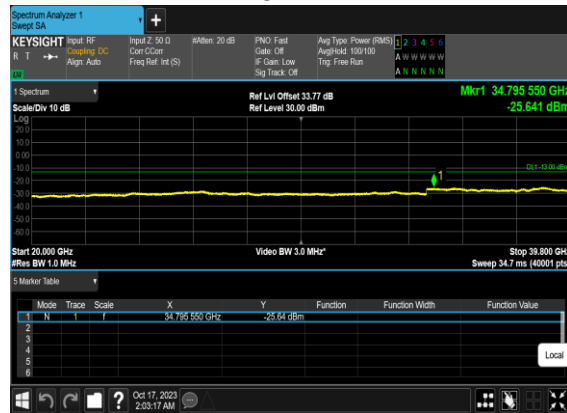 Spectrum Analyzer 1
Swept SA
+
KEYSIGHT Input: RF Input Z: 50 Ω #Atten: 20 dB PNO: Fast Avg Type: Power (RMS) 1 2 3 4 5 6
R T Coupling: DC Corr CCorr Gate: Off Avg|Hold: 100/100 A W W W W W
Align: Auto Freq Ref: Int (S) IF Gain: Low Trig: Free Run
Sig Track: Off A N N N N N
1 Spectrum Ref Lvl Offset 33.77 dB Mkr1 34.795 550 GHz
Scale/Div 10 dB Ref Level 30.00 dBm -25.641 dBm
Log
20.0
10.0
0.00
-10.0
DL1 -13.00 dBm
1
-20.0
-30.0
-40.0
-50.0
-60.0
Start 20.000 GHz Video BW 3.0 MHz* Stop 39.800 GHz
#Res BW 1.0 MHz Sweep 34.7 ms (40001 pts)
5 Marker Table
Mode Trace Scale X Y Function Function Width Function Value
1 N 1 f 34.795 550 GHz -25.64 dBm
2
3
4
5
6
Local
? Oct 17, 2023
2:03:17 AM